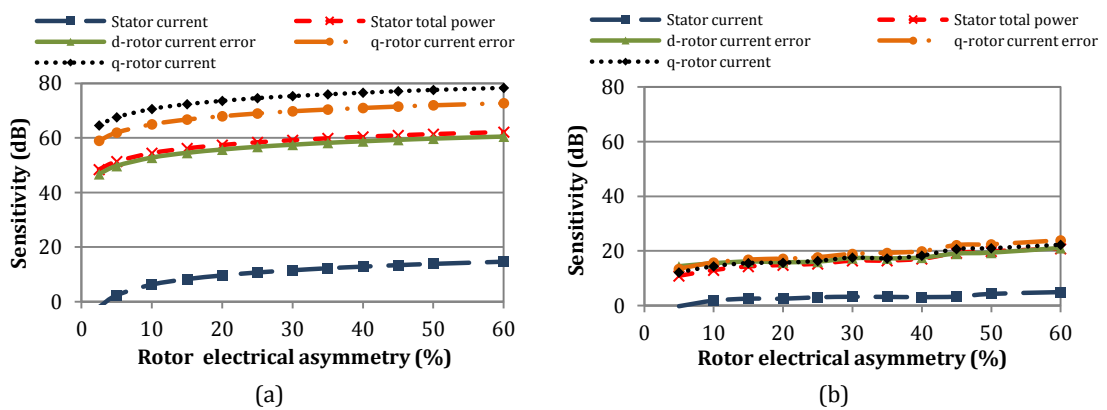 Stator current
Stator total power
d-rotor current error
q-rotor current error
q-rotor current
80
60
40
20
0
0
10
20
30
40
50
60
Sensitivity (dB)
Rotor electrical asymmetry (%)
(a)
Stator current
Stator total power
d-rotor current error
q-rotor current error
q-rotor current
80
60
40
20
0
0
10
20
30
40
50
60
Sensitivity (dB)
Rotor electrical asymmetry (%)
(b)